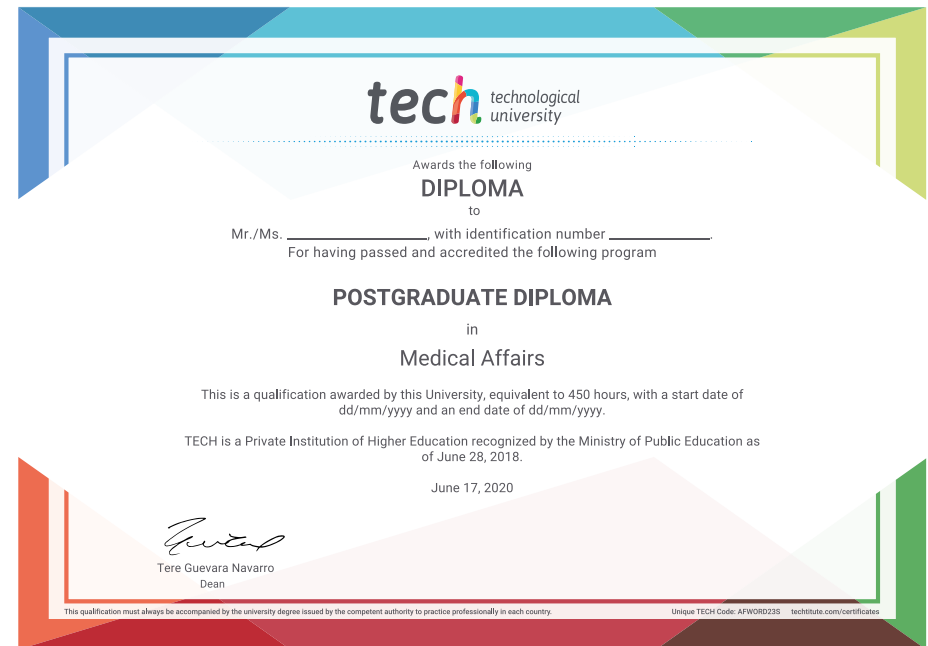 tech technological
university
Awards the following
DIPLOMA
to
Mr./Ms. ____________________, with identification number ______________.
For having passed and accredited the following program
POSTGRADUATE DIPLOMA
in
Medical Affairs
This is a qualification awarded by this University, equivalent to 450 hours, with a start date of
dd/mm/yyyy and an end date of dd/mm/yyyy.
TECH is a Private Institution of Higher Education recognized by the Ministry of Public Education as
of June 28, 2018.
June 17, 2020
Tere Guevara Navarro
Dean
This qualification must always be accompanied by the university degree issued by the competent authority to practice professionally in each country. Unique TECH Code: AFWORD23S techtitute.com/certificates